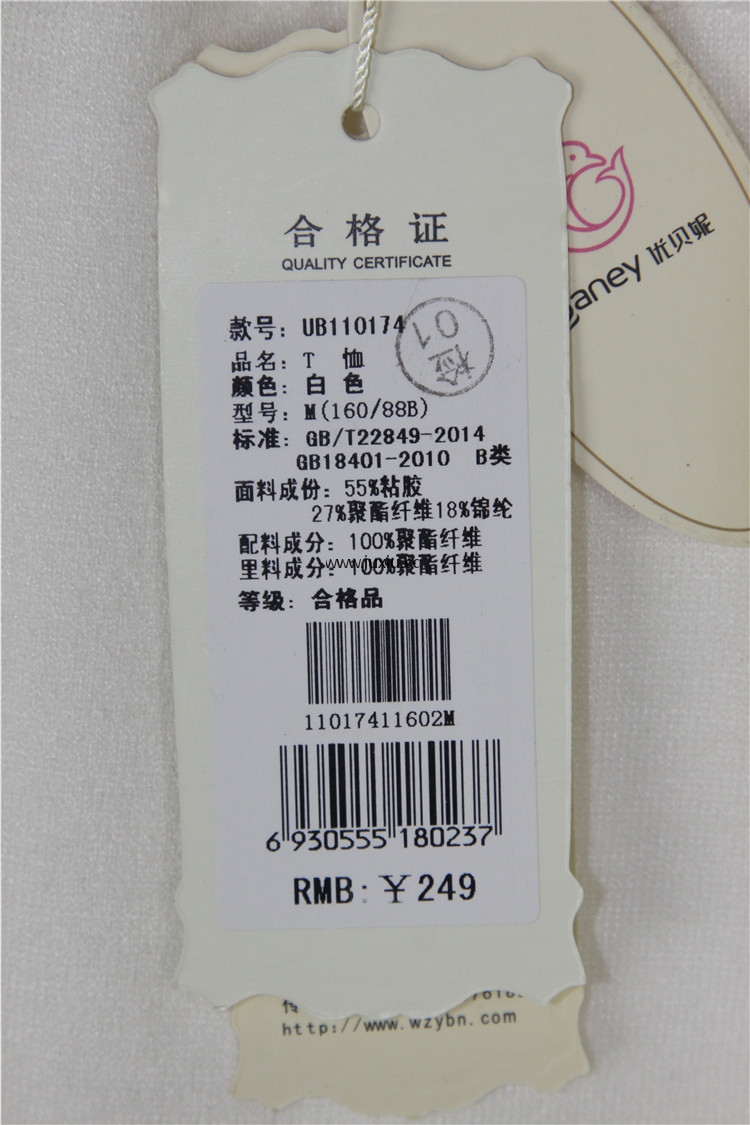 合格证
QUALITY CERTIFICATE
款号: UB110174
检
01
品名: T 恤
颜色: 白 色
型号: M(160/88B)
标准: GB/T22849-2014
GB18401-2010 B类
面料成份: 55%粘胶
27%聚酯纤维18%锦纶
配料成分: 100%聚酯纤维
里料成分: 100%聚酯纤维
等级: 合格品
11017411602M
6 930555 180237
RMB: ¥249
aney 优贝妮
http://www.wzybn.com